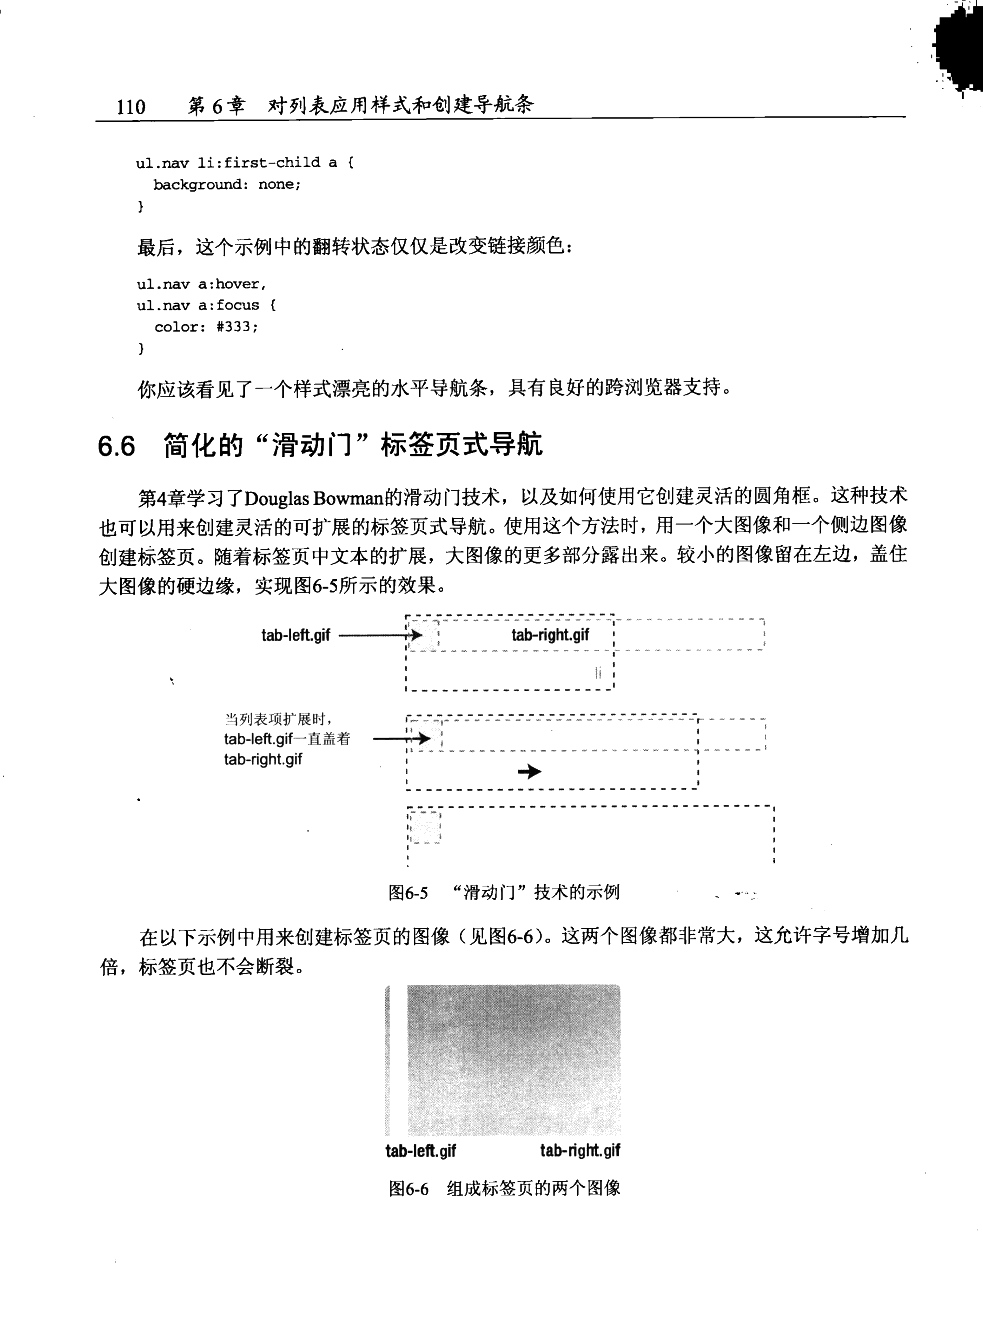 110 第 6 章 对列表应用样式和创建导航条
ul.nav li:first-child a {
background: none;
}
最后，这个示例中的翻转状态仅仅是改变链接颜色：
ul.nav a:hover,
ul.nav a:focus {
color: #333;
}
你应该看见了一个样式漂亮的水平导航条，具有良好的跨浏览器支持。
6.6 简化的“滑动门”标签页式导航
第4章学习了Douglas Bowman的滑动门技术，以及如何使用它创建灵活的圆角框。这种技术
也可以用来创建灵活的可扩展的标签页式导航。使用这个方法时，用一个大图像和一个侧边图像
创建标签页。随着标签页中文本的扩展，大图像的更多部分露出来。较小的图像留在左边，盖住
大图像的硬边缘，实现图6-5所示的效果。
tab-left.gif tab-right.gif
li
当列表项扩展时，
tab-left.gif一直盖着
tab-right.gif
图6-5 “滑动门”技术的示例
在以下示例中用来创建标签页的图像（见图6-6）。这两个图像都非常大，这允许字号增加几
倍，标签页也不会断裂。
tab-left.gif tab-right.gif
图6-6 组成标签页的两个图像